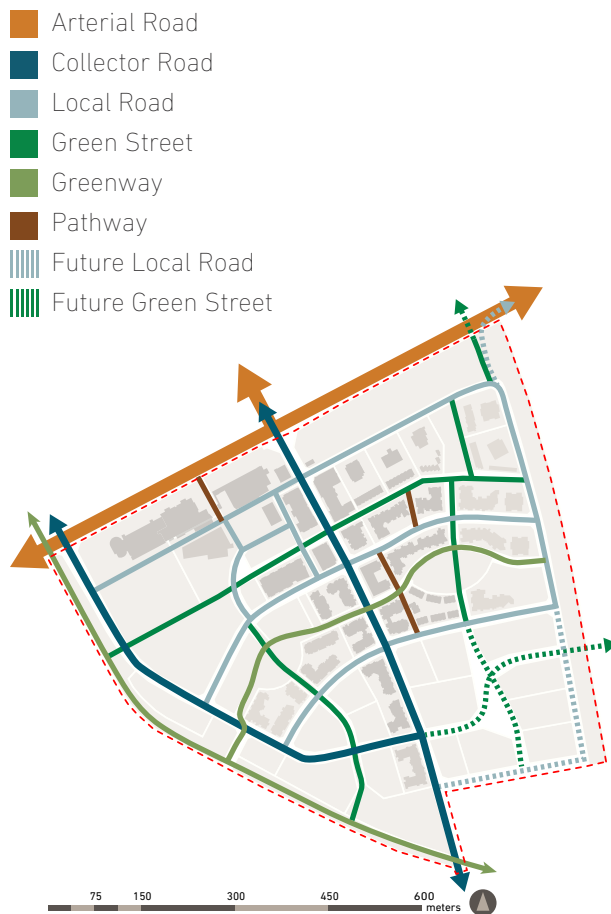 Arterial Road
Collector Road
Local Road
Green Street
Greenway
Pathway
Future Local Road
Future Green Street
75 150 300 450 600
meters